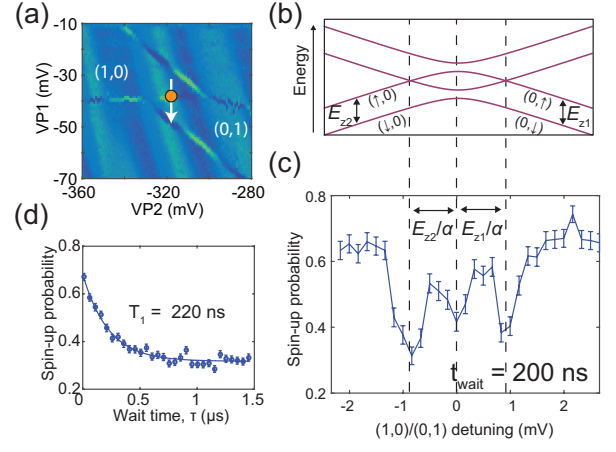 (a)
-10
-30
-50
-70
VP1 (mV)
(1,0)
(0,1)
-360
-320
-280
VP2 (mV)
(b)
Energy
E_z2
(↑,0)
(↓,0)
(0,↑)
(0,↓)
E_z1
(c)
0.8
0.6
0.4
0.2
Spin-up probability
E_z2/α
E_z1/α
t_wait = 200 ns
-2
-1
0
1
2
(1,0)/(0,1) detuning (mV)
(d)
0.8
0.6
0.4
0.2
Spin-up probability
T_1 = 220 ns
0
0.5
1.0
1.5
Wait time, τ (μs)